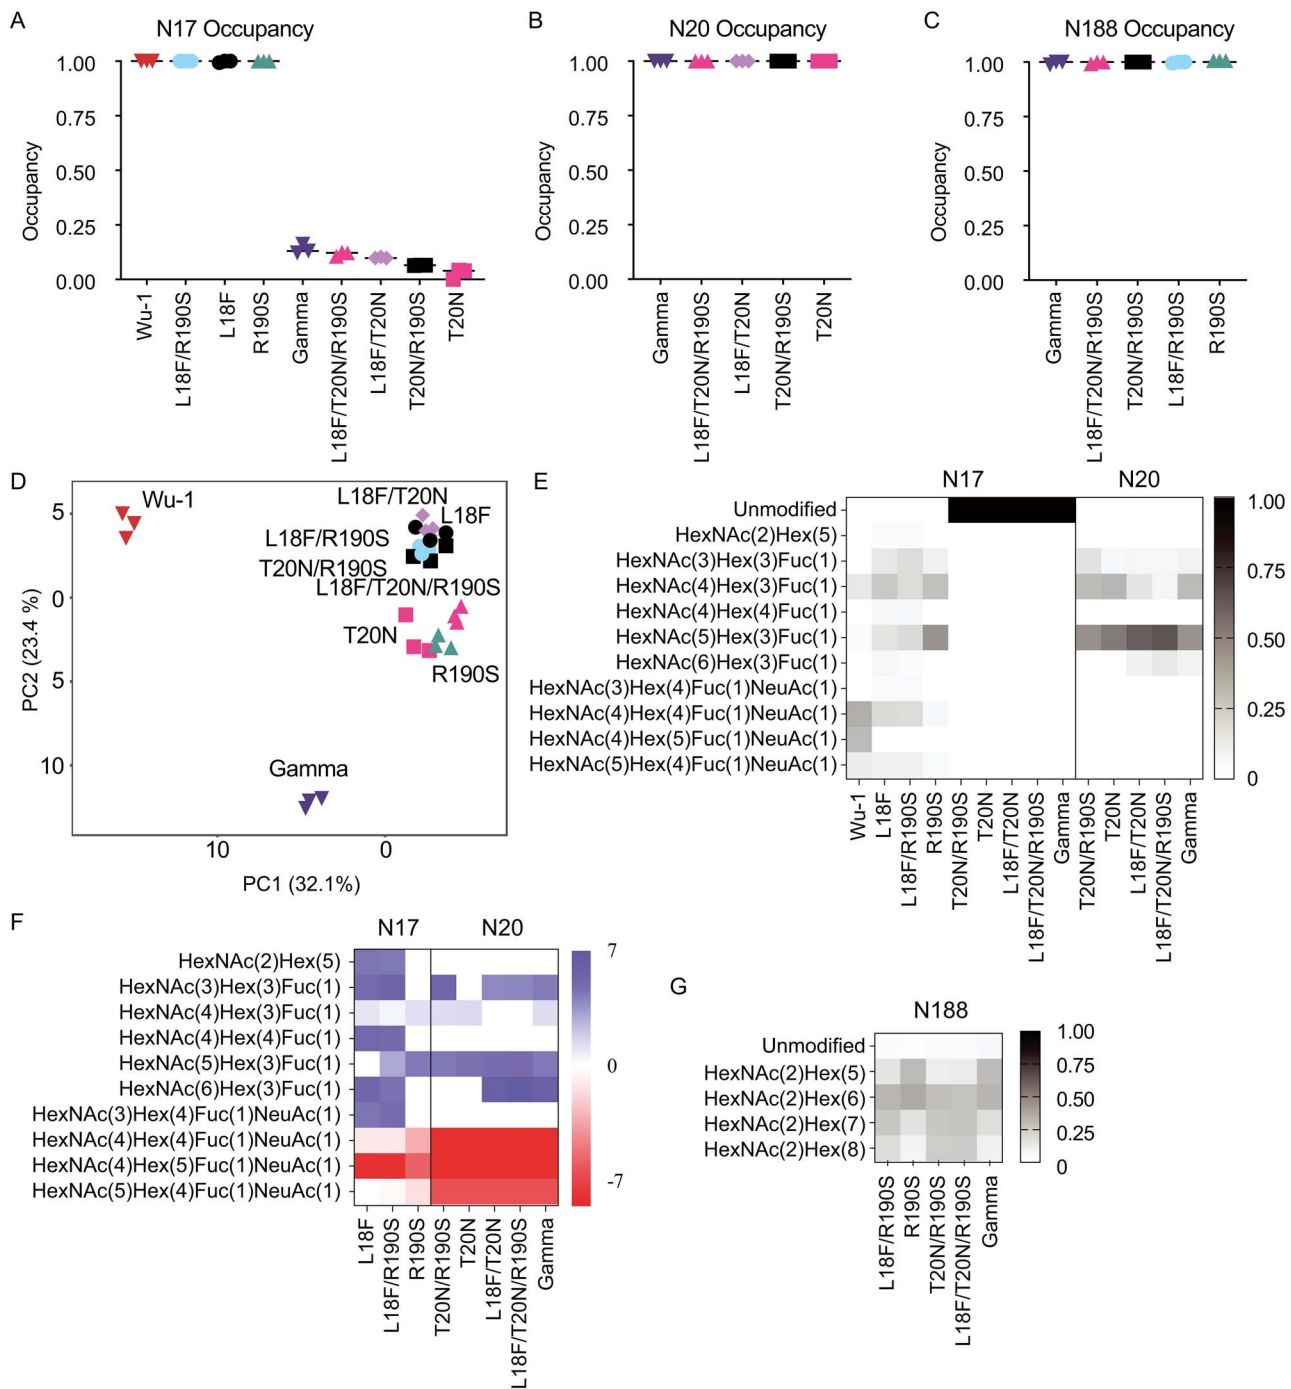 A
N17 Occupancy
1.00
0.75
0.50
0.25
0.00
Occupancy
Wu-1
L18F/R190S
L18F
R190S
Gamma
L18F/T20N/R190S
L18F/T20N
T20N/R190S
T20N
B
N20 Occupancy
1.00
0.75
0.50
0.25
0.00
Occupancy
Gamma
L18F/T20N/R190S
L18F/T20N
T20N/R190S
T20N
C
N188 Occupancy
1.00
0.75
0.50
0.25
0.00
Occupancy
Gamma
L18F/T20N/R190S
T20N/R190S
L18F/R190S
R190S
D
Wu-1
L18F/T20N
L18F
L18F/R190S
T20N/R190S
L18F/T20N/R190S
T20N
R190S
Gamma
5
0
5
10
PC2 (23.4 %)
10
0
PC1 (32.1%)
E
N17
N20
Unmodified
HexNAc(2)Hex(5)
HexNAc(3)Hex(3)Fuc(1)
HexNAc(4)Hex(3)Fuc(1)
HexNAc(4)Hex(4)Fuc(1)
HexNAc(5)Hex(3)Fuc(1)
HexNAc(6)Hex(3)Fuc(1)
HexNAc(3)Hex(4)Fuc(1)NeuAc(1)
HexNAc(4)Hex(4)Fuc(1)NeuAc(1)
HexNAc(4)Hex(5)Fuc(1)NeuAc(1)
HexNAc(5)Hex(4)Fuc(1)NeuAc(1)
Wu-1
L18F
L18F/R190S
R190S
T20N/R190S
T20N
L18F/T20N
L18F/T20N/R190S
Gamma
T20N/R190S
T20N
L18F/T20N
L18F/T20N/R190S
Gamma
1.00
0.75
0.50
0.25
0
F
N17
N20
HexNAc(2)Hex(5)
HexNAc(3)Hex(3)Fuc(1)
HexNAc(4)Hex(3)Fuc(1)
HexNAc(4)Hex(4)Fuc(1)
HexNAc(5)Hex(3)Fuc(1)
HexNAc(6)Hex(3)Fuc(1)
HexNAc(3)Hex(4)Fuc(1)NeuAc(1)
HexNAc(4)Hex(4)Fuc(1)NeuAc(1)
HexNAc(4)Hex(5)Fuc(1)NeuAc(1)
HexNAc(5)Hex(4)Fuc(1)NeuAc(1)
L18F
L18F/R190S
R190S
T20N/R190S
T20N
L18F/T20N
L18F/T20N/R190S
Gamma
7
0
-7
G
N188
Unmodified
HexNAc(2)Hex(5)
HexNAc(2)Hex(6)
HexNAc(2)Hex(7)
HexNAc(2)Hex(8)
L18F/R190S
R190S
T20N/R190S
L18F/T20N/R190S
Gamma
1.00
0.75
0.50
0.25
0